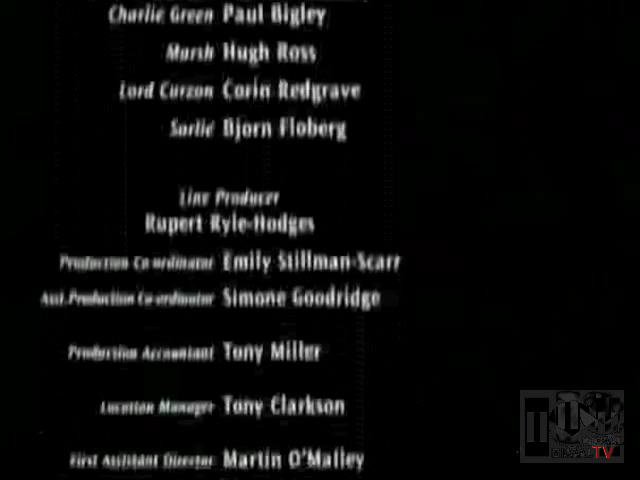 Charlie Green Paul Bigley
Marsh Hugh Ross
Lord Curzon Corin Redgrave
Sorlie Bjorn Floberg
Line Producer
Rupert Ryle-Hodges
Production Co-ordinator Emily Stillman-Scarr
Asst.Production Co-ordinator Simone Goodridge
Production Accountant Tony Miller
Location Manager Tony Clarkson
First Assistant Director Martin O'Malley
TV